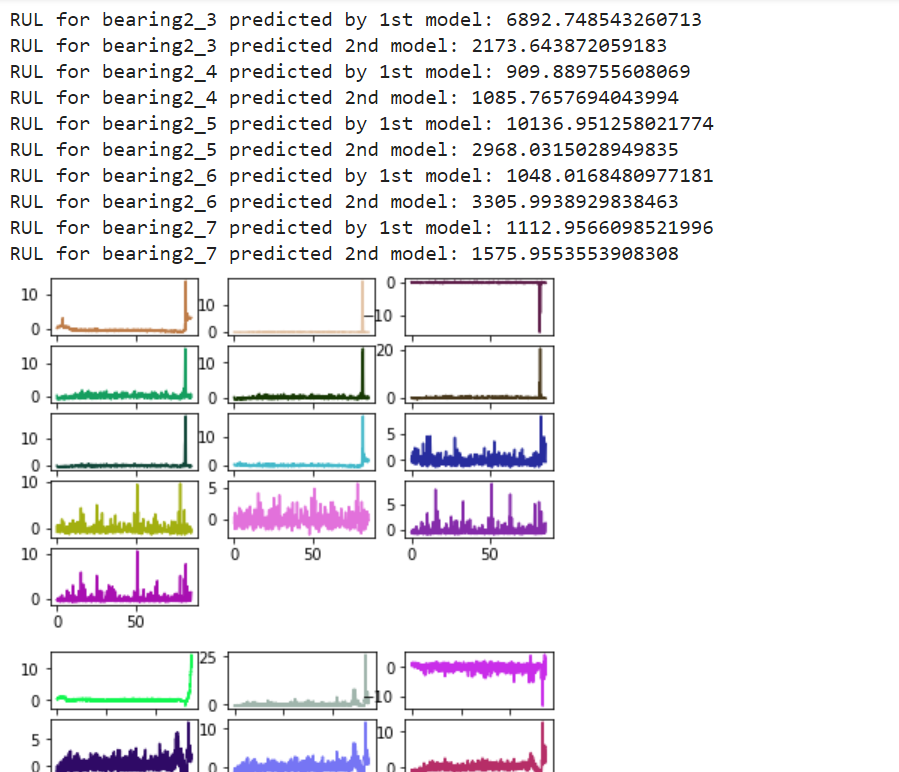 RUL for bearing2_3 predicted by 1st model: 6892.748543260713
RUL for bearing2_3 predicted 2nd model: 2173.643872059183
RUL for bearing2_4 predicted by 1st model: 909.889755608069
RUL for bearing2_4 predicted 2nd model: 1085.7657694043994
RUL for bearing2_5 predicted by 1st model: 10136.951258021774
RUL for bearing2_5 predicted 2nd model: 2968.0315028949835
RUL for bearing2_6 predicted by 1st model: 1048.0168480977181
RUL for bearing2_6 predicted 2nd model: 3305.9938929838463
RUL for bearing2_7 predicted by 1st model: 1112.9566098521996
RUL for bearing2_7 predicted 2nd model: 1575.9553553908308
10 10 0
0 0 −10
10 10 20
0 0 0
10 10 5
0 0 0
10 5 5
0 0 0
0 50 0 50
10
0
0 50
10 25 0
0 0 −10
5 10 10
0 0 0